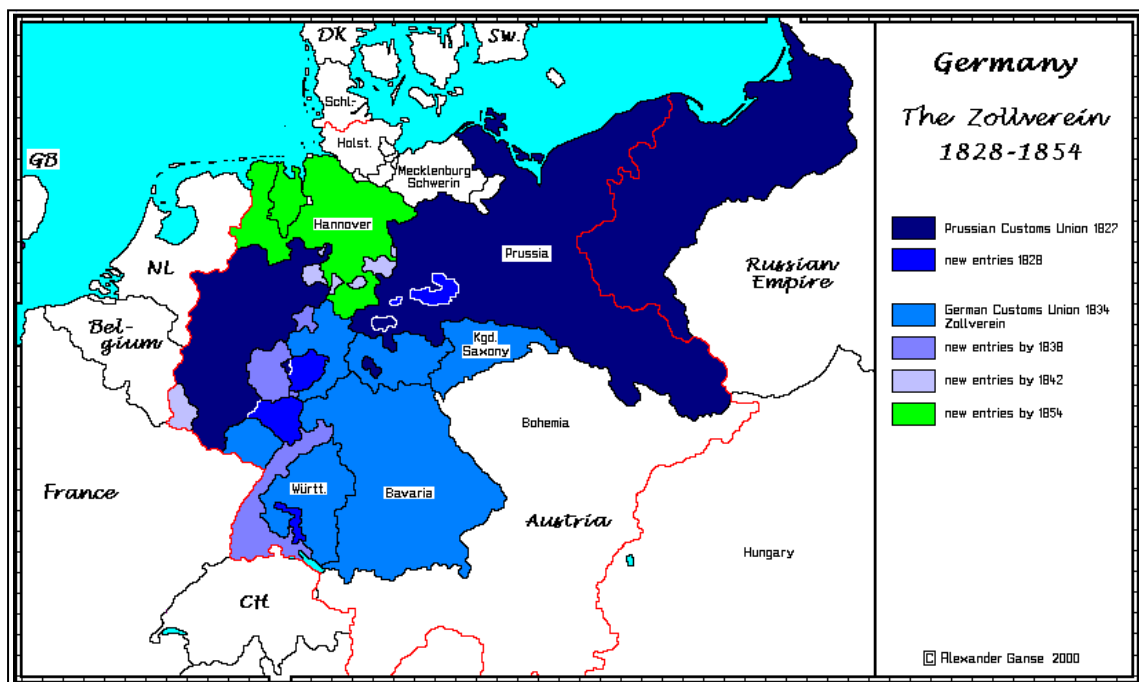 Germany
The Zollverein
1828-1854
Prussian Customs Union 1827
new entries 1828
German Customs Union 1834
Zollverein
new entries by 1838
new entries by 1842
new entries by 1854
C Alexander Ganse 2000
DK
SW.
Schl-
Holst.
GB
Mecklenburg
Schwerin
Hannover
Prussia
NL
Russian
Empire
Bel-
gium
Kgd.
Saxony
Bohemia
France
Württ.
Bavaria
Austria
Hungary
CH